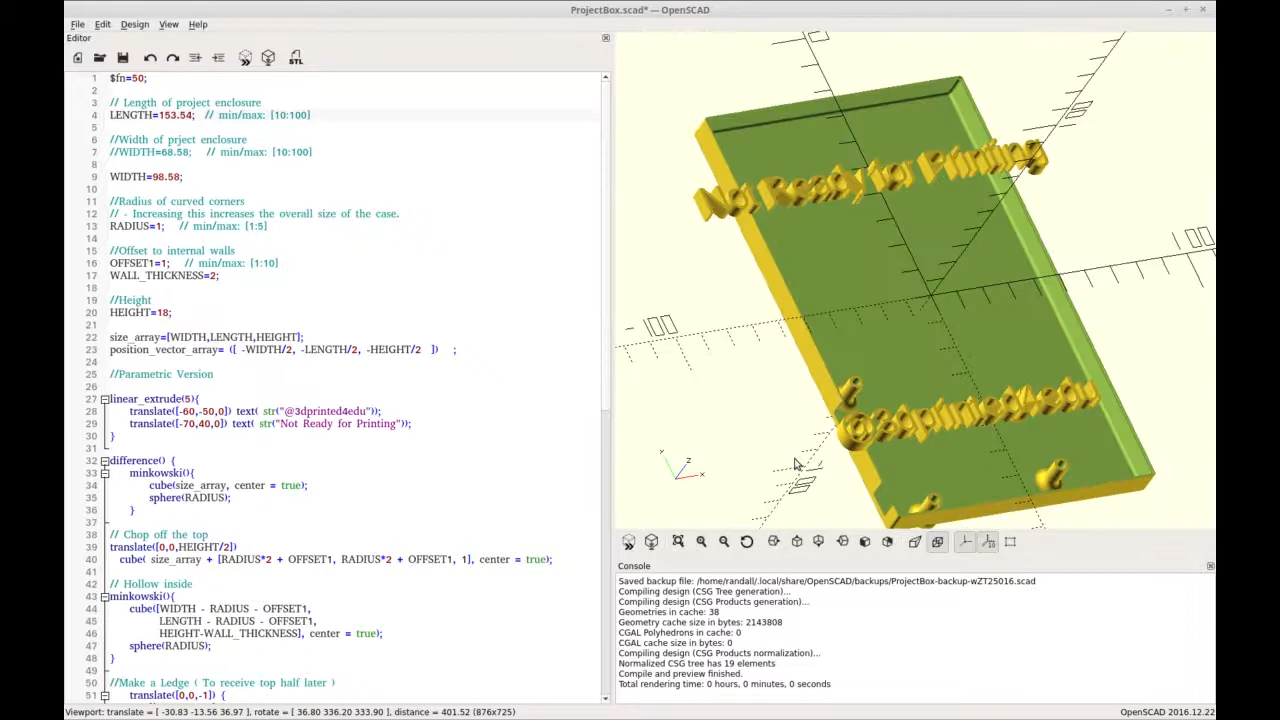 ProjectBox.scad* — OpenSCAD
File Edit Design View Help
Editor
STL
1 $fn=50;
2
3 // Length of project enclosure
4 LENGTH=153.54; // min/max: [10:100]
5
6 //Width of prject enclosure
7 //WIDTH=68.58; // min/max: [10:100]
8
9 WIDTH=98.58;
10
11 //Radius of curved corners
12 // - Increasing this increases the overall size of the case.
13 RADIUS=1; // min/max: [1:5]
14
15 //Offset to internal walls
16 OFFSET1=1; // min/max: [1:10]
17 WALL_THICKNESS=2;
18
19 //Height
20 HEIGHT=18;
21
22 size_array=[WIDTH,LENGTH,HEIGHT];
23 position_vector_array= ([ -WIDTH/2, -LENGTH/2, -HEIGHT/2 ]) ;
24
25 //Parametric Version
26
27 linear_extrude(5){
28 translate([-60,-50,0]) text( str("@3dprinted4edu"));
29 translate([-70,40,0]) text( str("Not Ready for Printing"));
30 }
31
32 difference() {
33 minkowski(){
34 cube(size_array, center = true);
35 sphere(RADIUS);
36 }
37
38 // Chop off the top
39 translate([0,0,HEIGHT/2])
40 cube( size_array + [RADIUS*2 + OFFSET1, RADIUS*2 + OFFSET1, 1], center = true);
41
42 // Hollow inside
43 minkowski(){
44 cube([WIDTH - RADIUS - OFFSET1,
45 LENGTH - RADIUS - OFFSET1,
46 HEIGHT-WALL_THICKNESS], center = true);
47 sphere(RADIUS);
48 }
49
50 //Make a Ledge ( To receive top half later )
51 translate([0,0,-1]) {
Not Ready for Printing
100
-100
@3dprinted4edu
y
z
x
Console
Saved backup file: /home/randall/.local/share/OpenSCAD/backups/ProjectBox-backup-wZT25016.scad
Compiling design (CSG Tree generation)...
Compiling design (CSG Products generation)...
Geometries in cache: 38
Geometry cache size in bytes: 2143808
CGAL Polyhedrons in cache: 0
CGAL cache size in bytes: 0
Compiling design (CSG Products normalization)...
Normalized CSG tree has 19 elements
Compile and preview finished.
Total rendering time: 0 hours, 0 minutes, 0 seconds
Viewport: translate = [ -30.83 -13.56 36.97 ], rotate = [ 36.80 336.20 333.90 ], distance = 401.52 (876x725)
OpenSCAD 2016.12.22